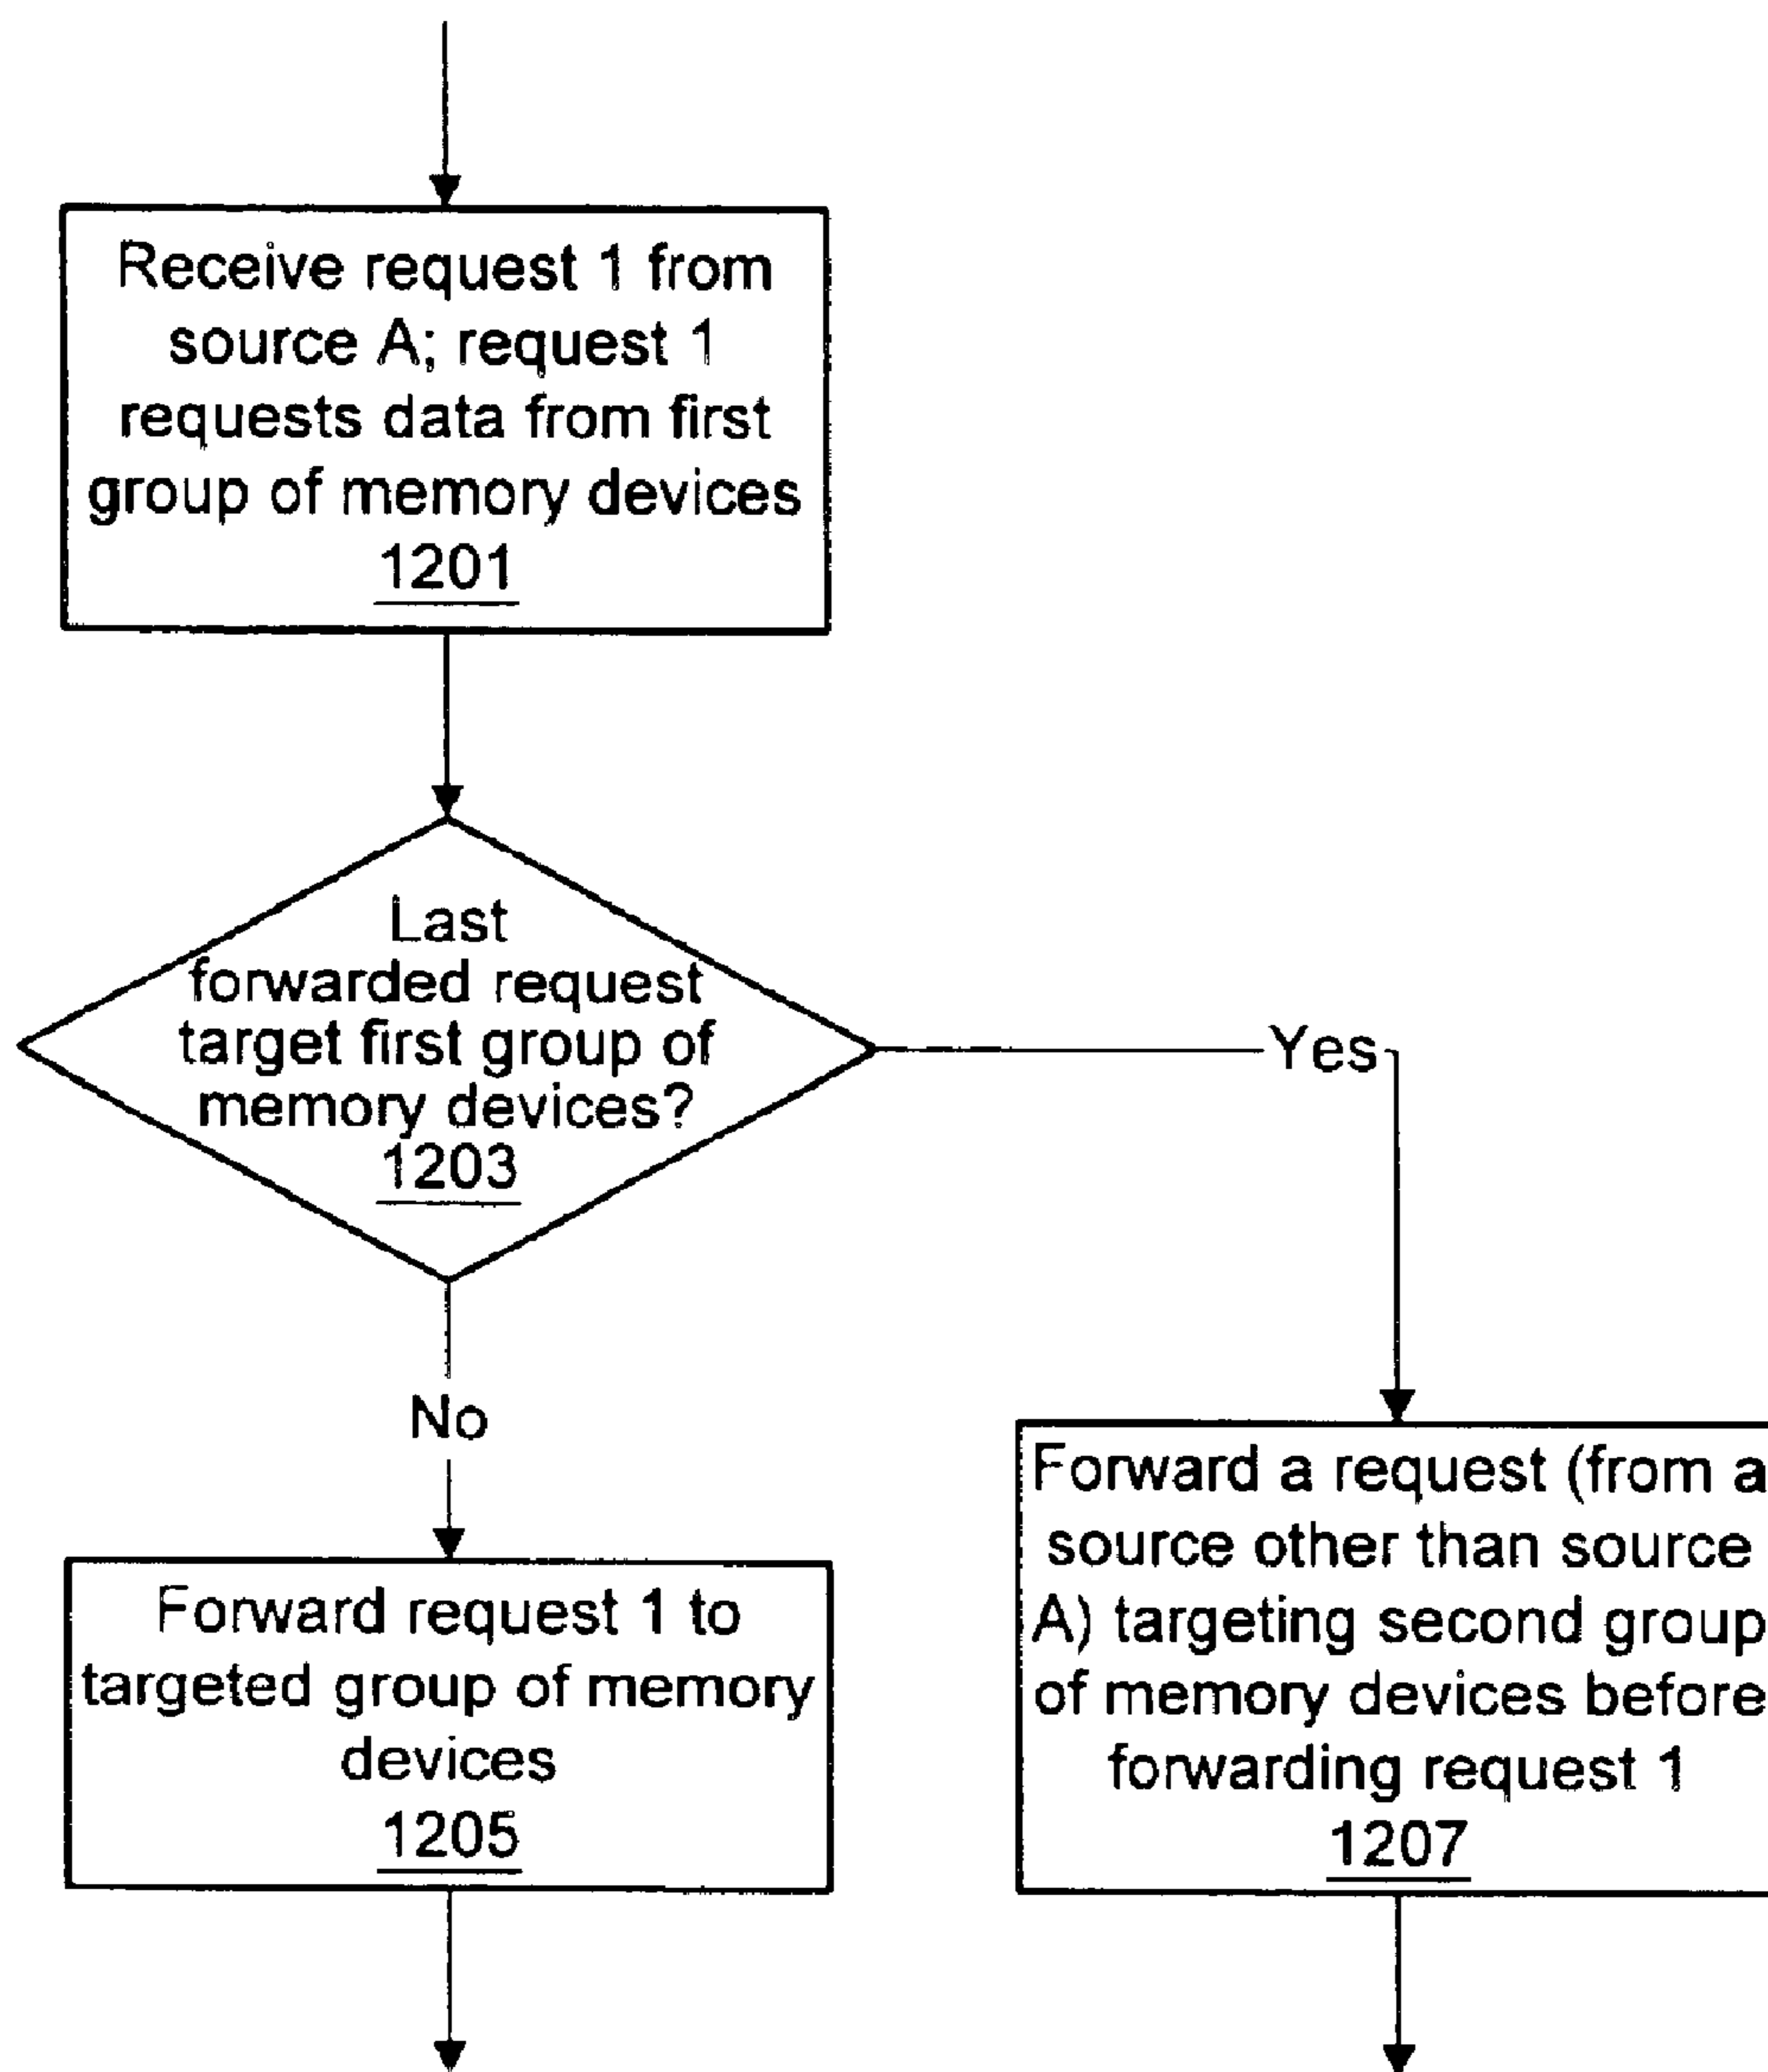 Receive request 1 from
source A; request 1
requests data from first
group of memory devices
1201
Last
forwarded request
target first group of
memory devices?
1203
Yes
No
Forward request 1 to
targeted group of memory
devices
1205
Forward a request (from a
source other than source
A) targeting second group
of memory devices before
forwarding request 1
1207